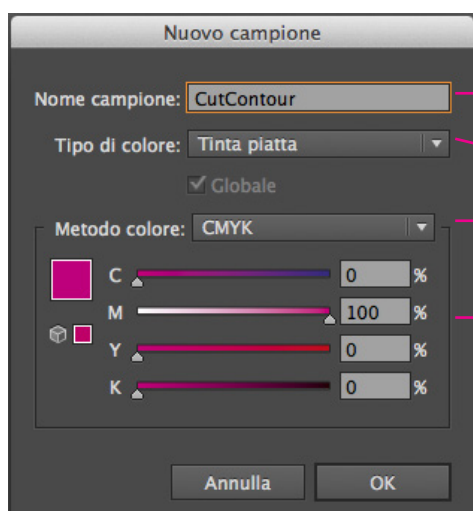 Nuovo campione
Nome campione: CutContour
Tipo di colore: Tinta piatta
Globale
Metodo colore: CMYK
C 0 %
M 100 %
Y 0 %
K 0 %
Annulla OK